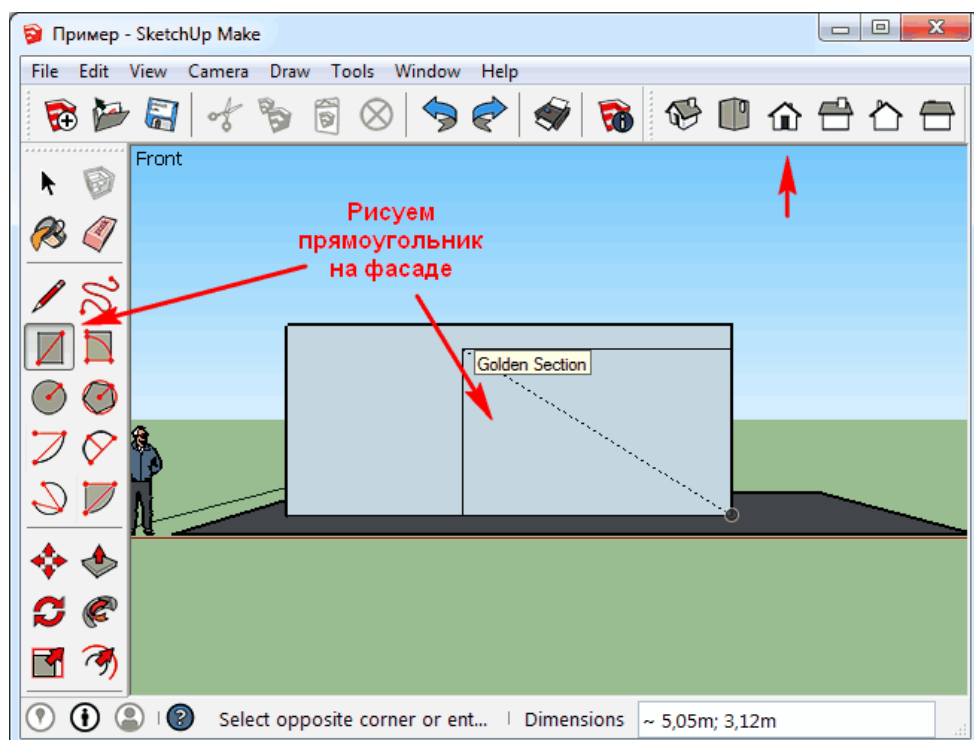 Пример - SketchUp Make
File Edit View Camera Draw Tools Window Help
Front
Рисуем
прямоугольник
на фасаде
Golden Section
Select opposite corner or ent... Dimensions ~ 5,05m; 3,12m